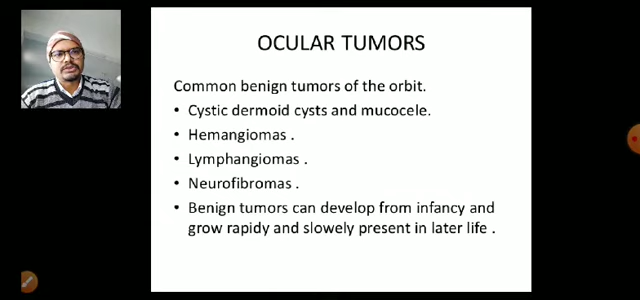 OCULAR TUMORS
Common benign tumors of the orbit.
• Cystic dermoid cysts and mucocele.
• Hemangiomas .
• Lymphangiomas .
• Neurofibromas .
• Benign tumors can develop from infancy and
grow rapidy and slowely present in later life .